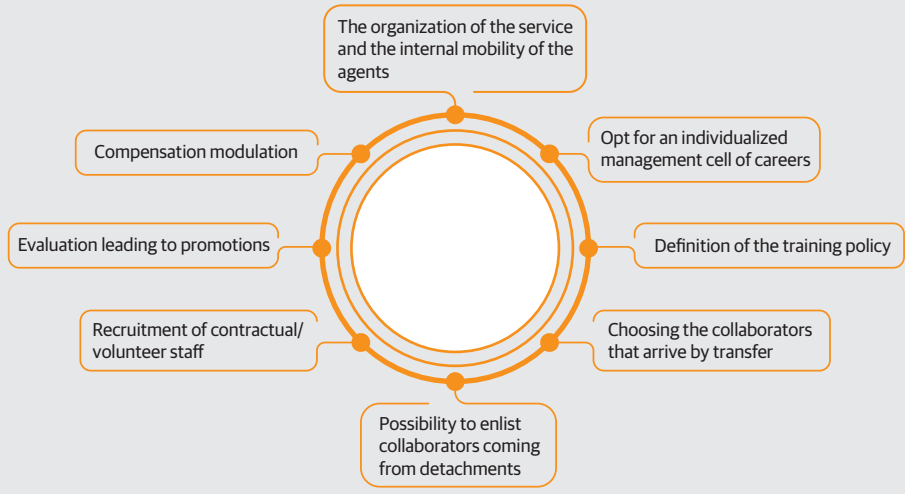 The organization of the service
and the internal mobility of the
agents
Compensation modulation
Opt for an individualized
management cell of careers
Evaluation leading to promotions
Definition of the training policy
Recruitment of contractual/
volunteer staff
Choosing the collaborators
that arrive by transfer
Possibility to enlist
collaborators coming
from detachments